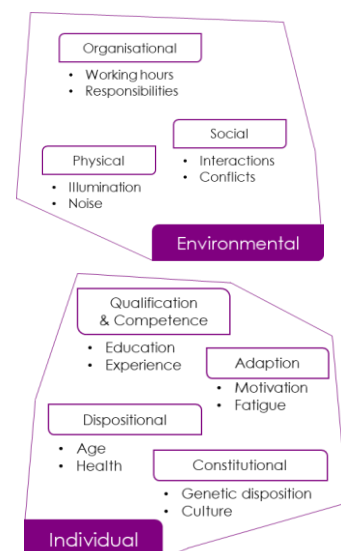 Organisational
• Working hours
• Responsibilities
Social
• Interactions
• Conflicts
Physical
• Illumination
• Noise
Environmental
Qualification
& Competence
• Education
• Experience
Adaption
• Motivation
• Fatigue
Dispositional
• Age
• Health
Constitutional
• Genetic disposition
• Culture
Individual